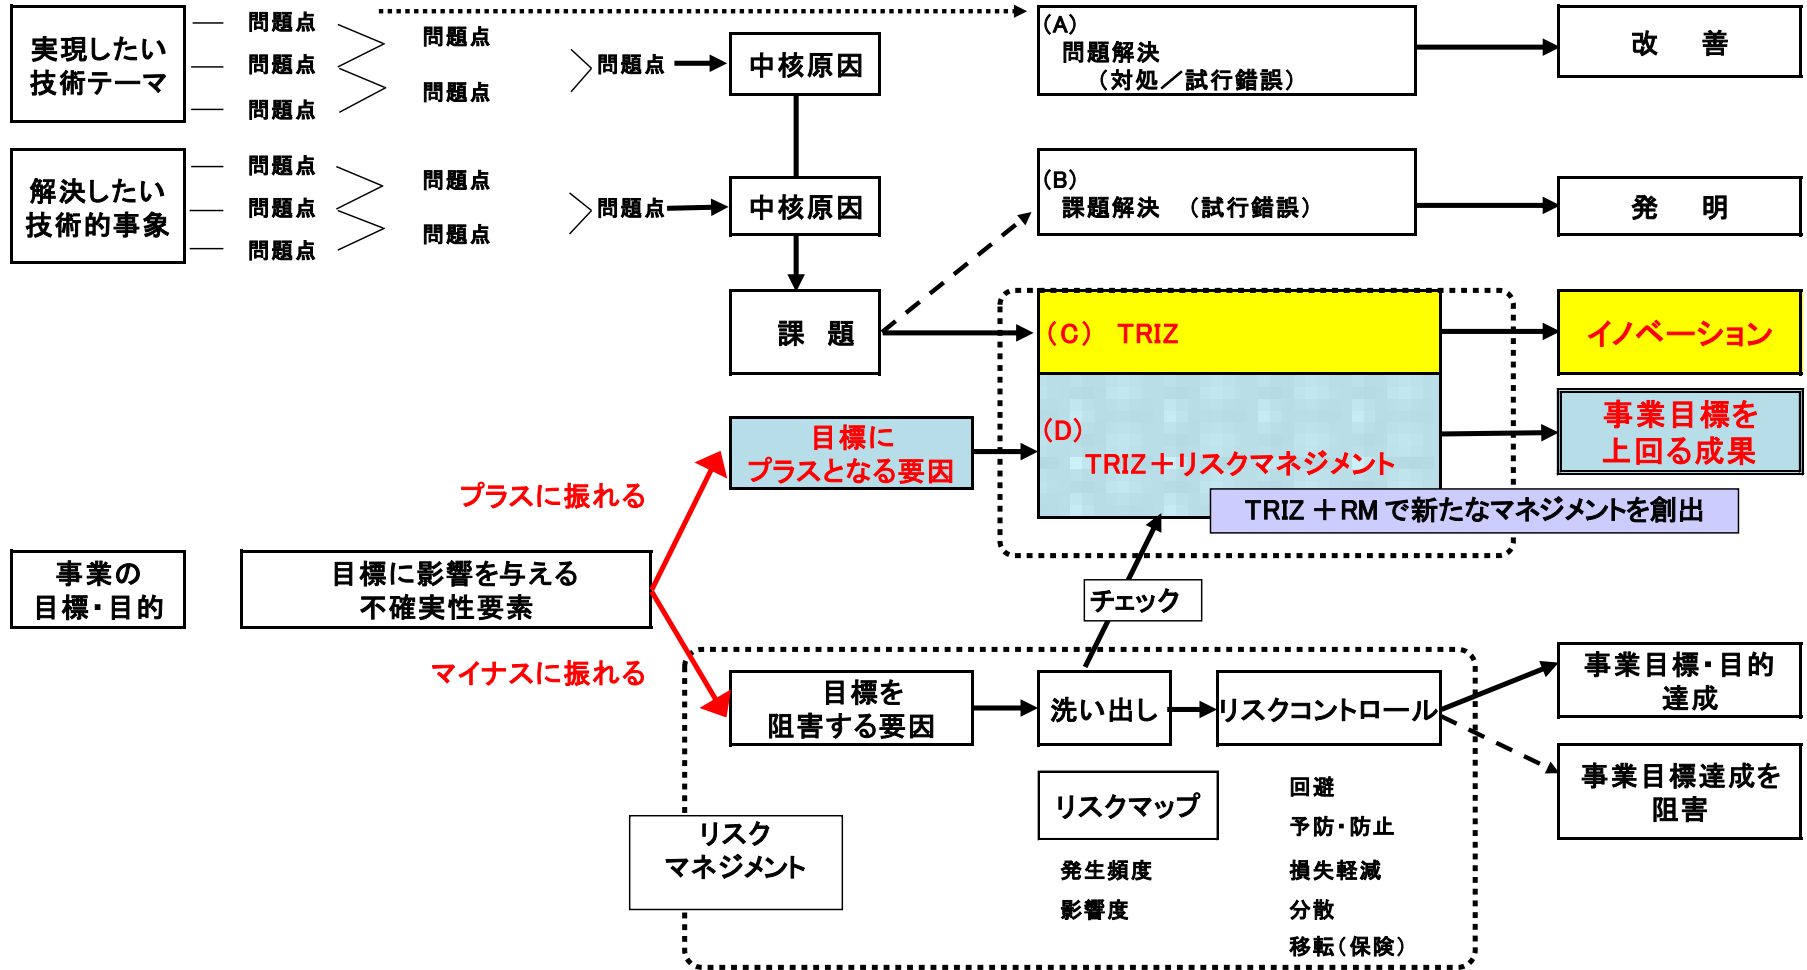 実現したい
技術テーマ
問題点
問題点
問題点
問題点
問題点
問題点
中核原因
(A)
問題解決
(対処／試行錯誤)
改　善
解決したい
技術的事象
問題点
問題点
問題点
問題点
問題点
問題点
中核原因
(B)
課題解決　(試行錯誤)
発　明
課　題
(C)　TRIZ
イノベーション
目標に
プラスとなる要因
(D)
TRIZ＋リスクマネジメント
事業目標を
上回る成果
TRIZ＋RMで新たなマネジメントを創出
プラスに振れる
事業の
目標・目的
目標に影響を与える
不確実性要素
チェック
マイナスに振れる
目標を
阻害する要因
洗い出し
リスクコントロール
事業目標・目的
達成
事業目標達成を
阻害
リスク
マネジメント
リスクマップ
発生頻度
影響度
回避
予防・防止
損失軽減
分散
移転(保険)